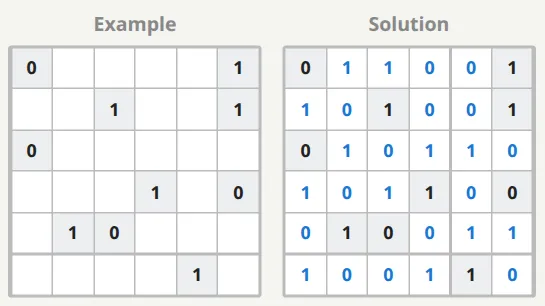 Example Solution
0 1 0 1 1 0 0 1
1 1 1 0 1 0 0 1
0 0 1 0 1 1 0
1 0 1 0 1 1 0 0
1 0 0 1 0 0 1 1
1 1 0 0 1 1 0